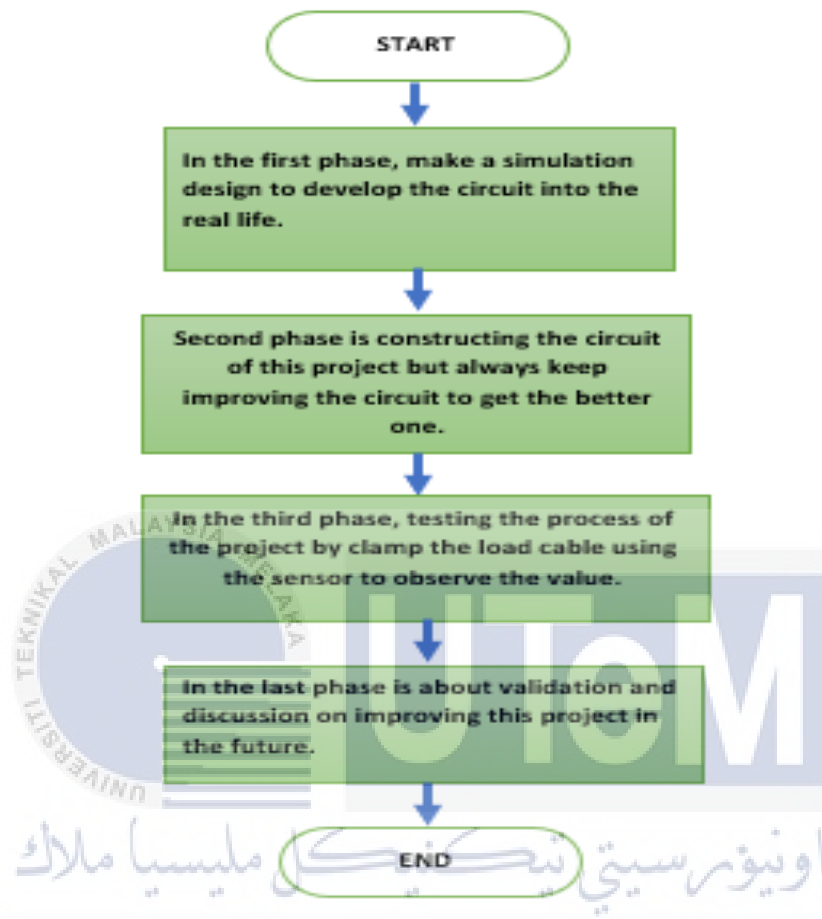 START
In the first phase, make a simulation
design to develop the circuit into the
real life.
Second phase is constructing the circuit
of this project but always keep
improving the circuit to get the better
one.
In the third phase, testing the process of
the project by clamp the load cable using
the sensor to observe the value.
In the last phase is about validation and
discussion on improving this project in
the future.
END
UNIVERSITI TEKNIKAL MALAYSIA MELAKA
UTeM
اونيۏرسيتي تيكنيكل مليسيا ملاك